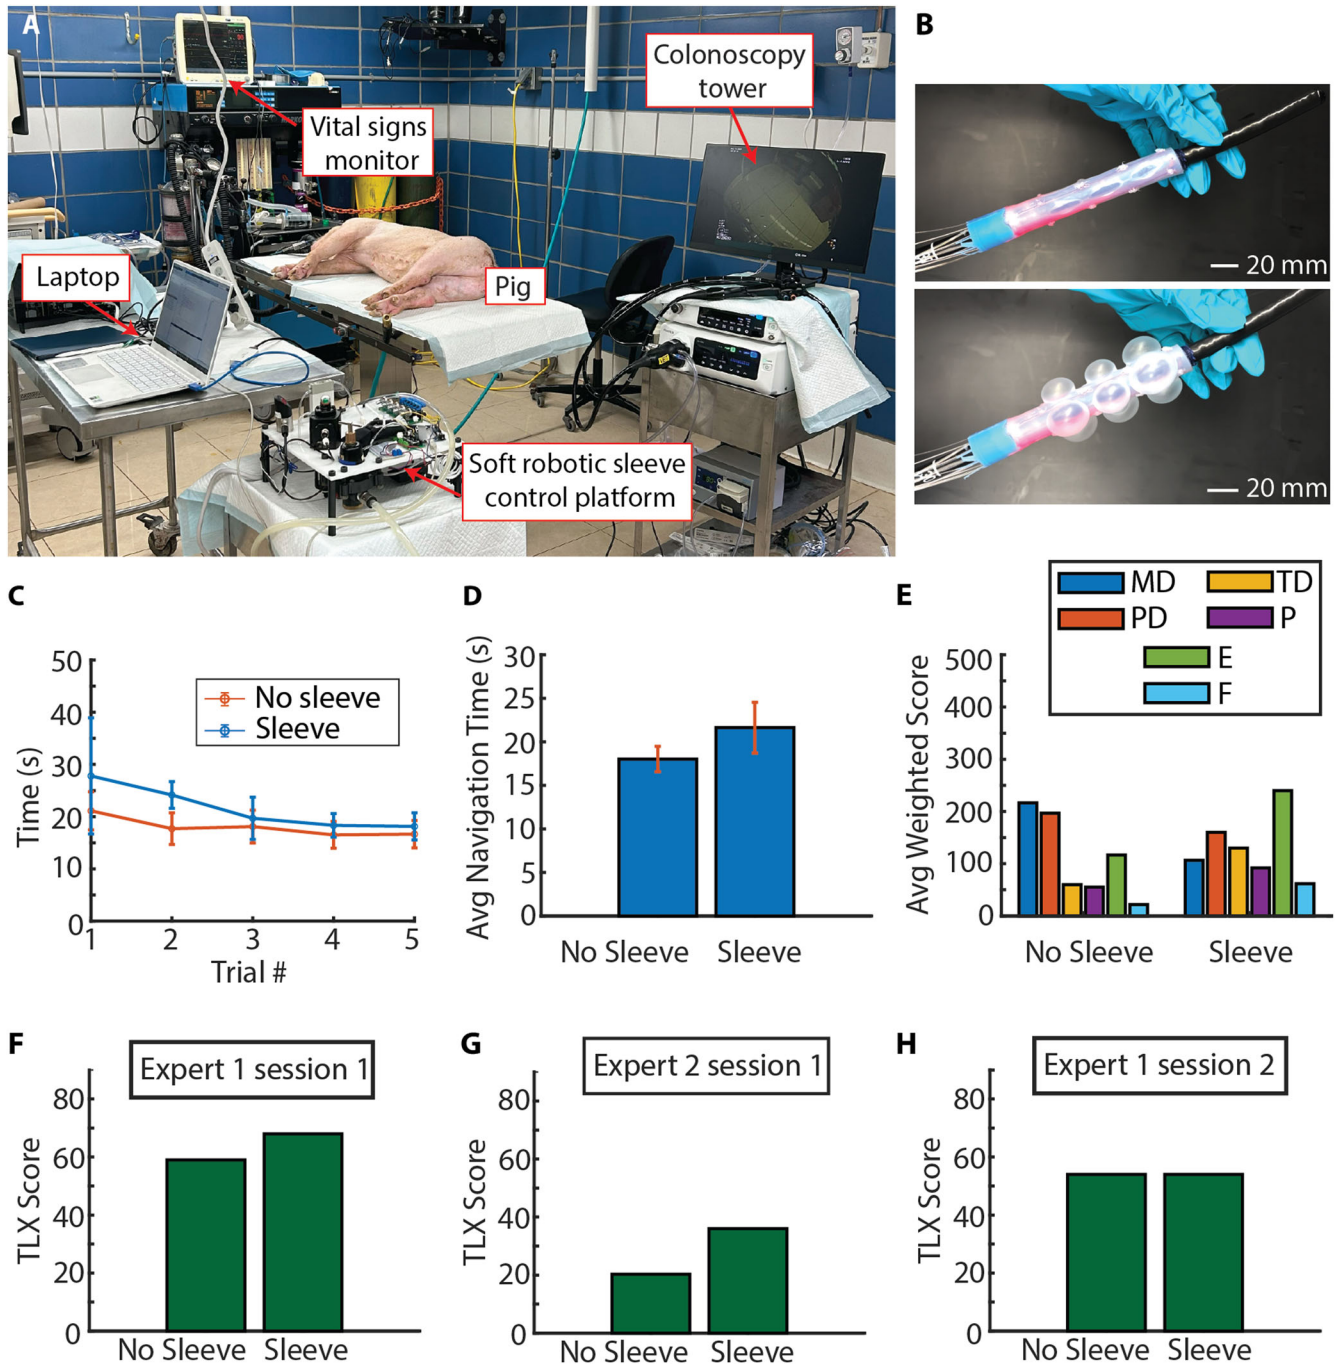 A
Vital signs
monitor
Colonoscopy
tower
Laptop
Pig
Soft robotic sleeve
control platform
B
20 mm
20 mm
C
50
40
30
20
10
0
1
2
3
4
5
Time (s)
Trial #
No sleeve
Sleeve
D
30
25
20
15
10
5
0
Avg Navigation Time (s)
No Sleeve
Sleeve
E
MD
TD
PD
P
E
F
500
400
300
200
100
0
Avg Weighted Score
No Sleeve
Sleeve
F
Expert 1 session 1
80
60
40
20
0
TLX Score
No Sleeve
Sleeve
G
Expert 2 session 1
80
60
40
20
0
TLX Score
No Sleeve
Sleeve
H
Expert 1 session 2
80
60
40
20
0
TLX Score
No Sleeve
Sleeve